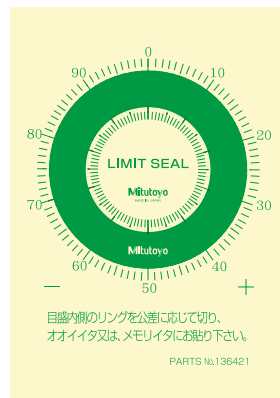 0
90 10
80 20
70 30
60 40
50
LIMIT SEAL
Mitutoyo
MADE IN JAPAN
Mitutoyo
− +
目盛内側のリングを公差に応じて切り、
オオイイタ又は、メモリイタにお貼り下さい。
PARTS №136421